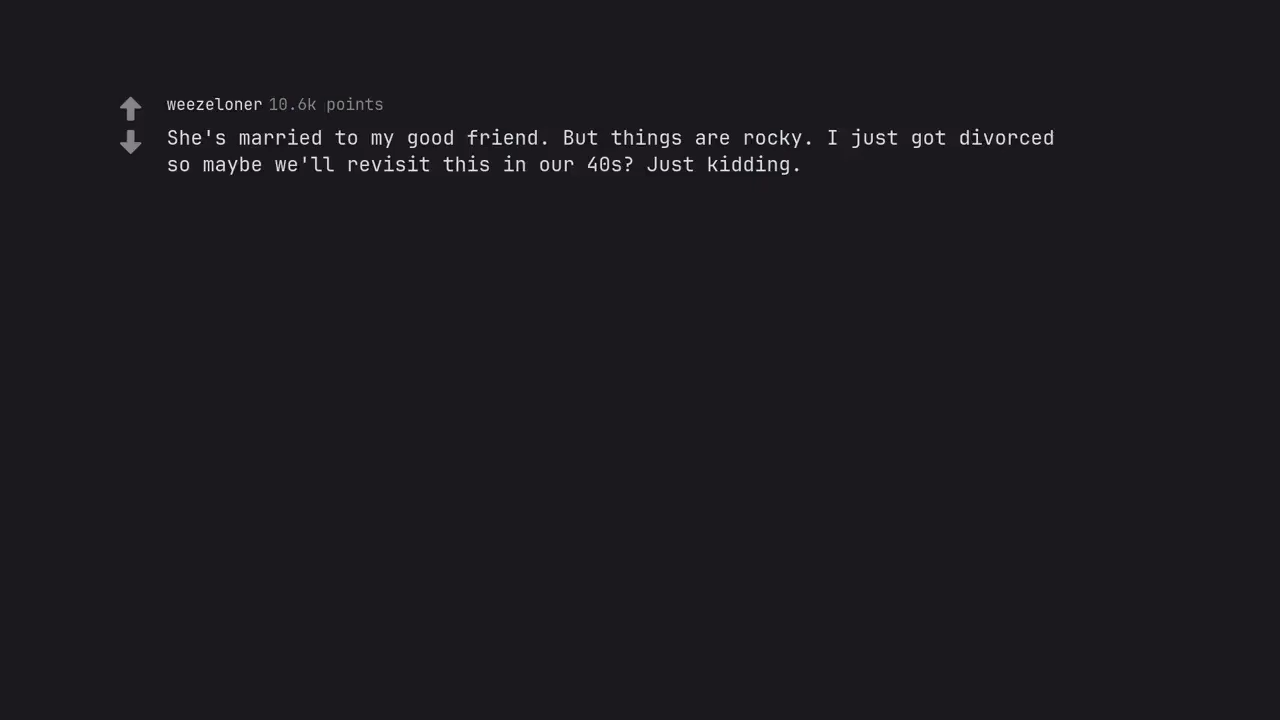 weezeloner 10.6k points
She's married to my good friend. But things are rocky. I just got divorced
so maybe we'll revisit this in our 40s? Just kidding.